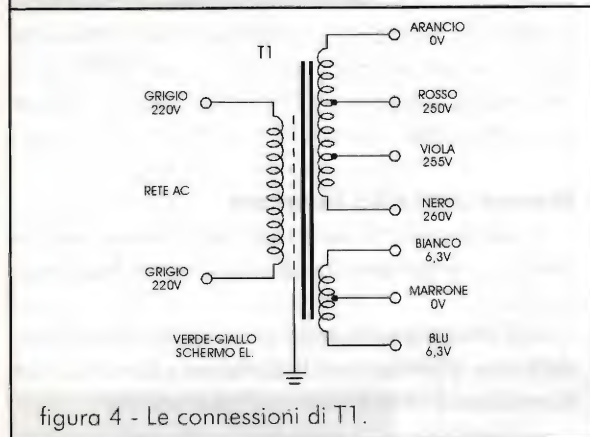 T1
GRIGIO
220V
RETE AC
GRIGIO
220V
VERDE-GIALLO
SCHERMO EL.
ARANCIO
0V
ROSSO
250V
VIOLA
255V
NERO
260V
BIANCO
6,3V
MARRONE
0V
BLU
6,3V
figura 4 - Le connessioni di T1.